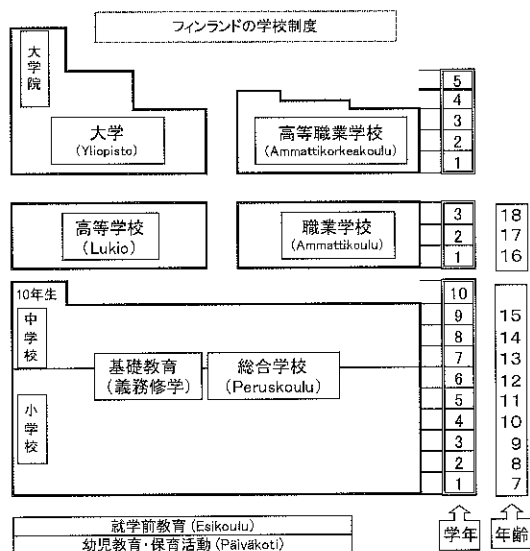 フィンランドの学校制度
大学院
大学
(Yliopisto)
高等職業学校
(Ammattikorkeakoulu)
5
4
3
2
1
高等学校
(Lukio)
職業学校
(Ammattikoulu)
3
2
1
18
17
16
10年生
中学校
小学校
基礎教育
(義務修学)
総合学校
(Peruskoulu)
10
9
8
7
6
5
4
3
2
1
15
14
13
12
11
10
9
8
7
就学前教育 (Esikoulu)
幼児教育・保育活動 (Päiväkoti)
学年
年齢